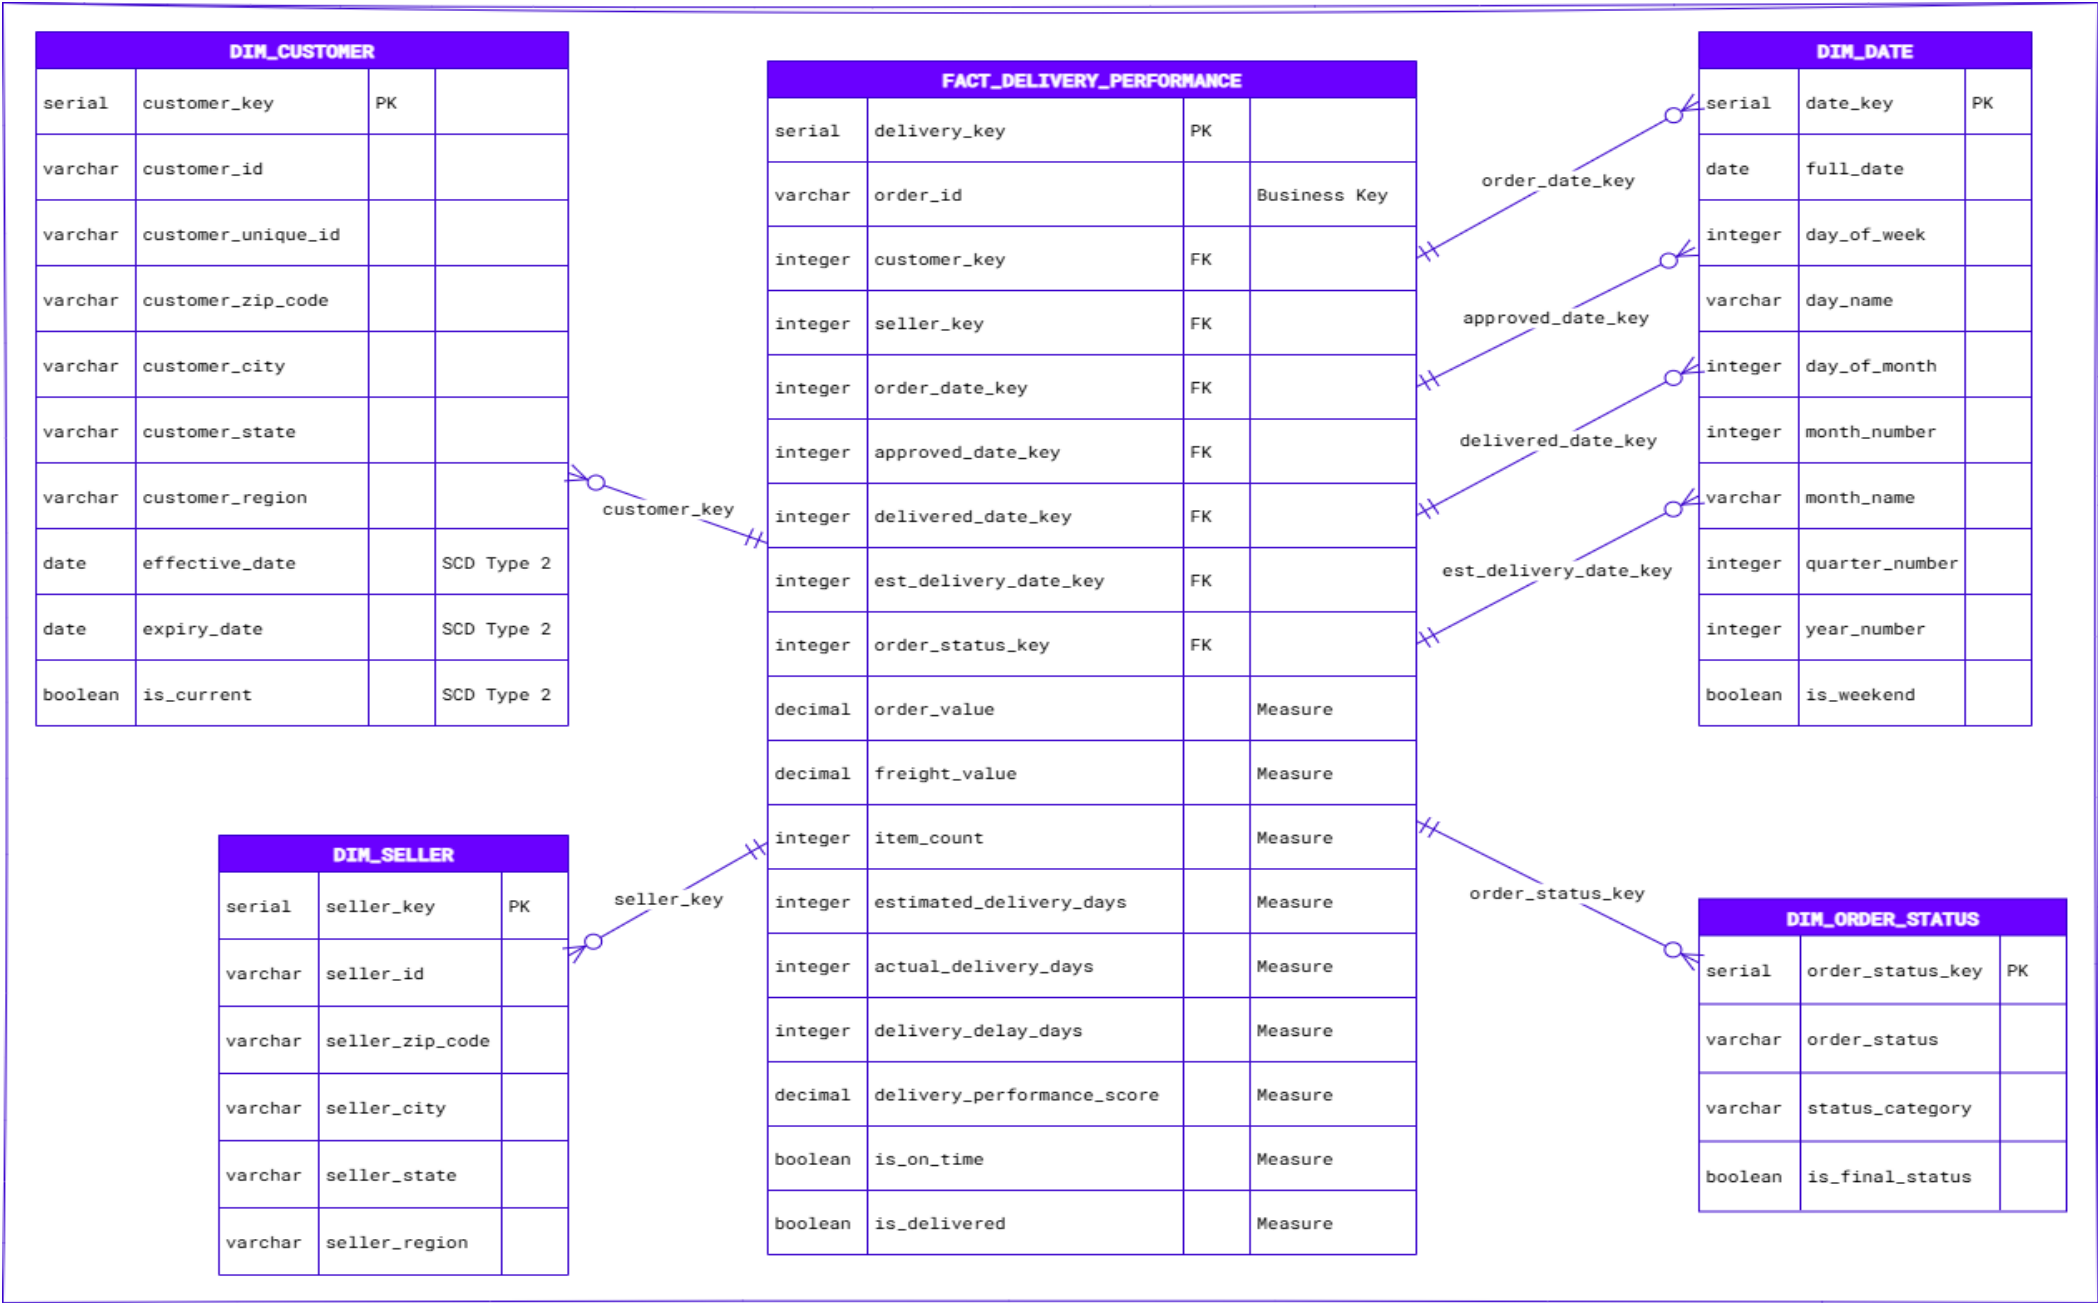 DIM_CUSTOMER
serial customer_key PK
varchar customer_id
varchar customer_unique_id
varchar customer_zip_code
varchar customer_city
varchar customer_state
varchar customer_region
date effective_date SCD Type 2
date expiry_date SCD Type 2
boolean is_current SCD Type 2
customer_key
DIM_SELLER
serial seller_key PK
varchar seller_id
varchar seller_zip_code
varchar seller_city
varchar seller_state
varchar seller_region
seller_key
FACT_DELIVERY_PERFORMANCE
serial delivery_key PK
varchar order_id Business Key
integer customer_key FK
integer seller_key FK
integer order_date_key FK
integer approved_date_key FK
integer delivered_date_key FK
integer est_delivery_date_key FK
integer order_status_key FK
decimal order_value Measure
decimal freight_value Measure
integer item_count Measure
integer estimated_delivery_days Measure
integer actual_delivery_days Measure
integer delivery_delay_days Measure
decimal delivery_performance_score Measure
boolean is_on_time Measure
boolean is_delivered Measure
order_date_key
approved_date_key
delivered_date_key
est_delivery_date_key
order_status_key
DIM_DATE
serial date_key PK
date full_date
integer day_of_week
varchar day_name
integer day_of_month
integer month_number
varchar month_name
integer quarter_number
integer year_number
boolean is_weekend
DIM_ORDER_STATUS
serial order_status_key PK
varchar order_status
varchar status_category
boolean is_final_status